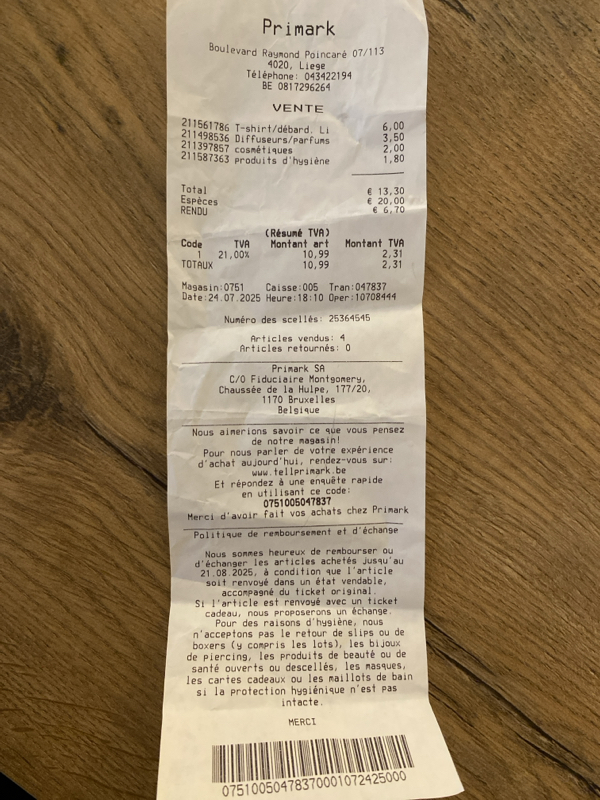 Primark
Boulevard Raymond Poincaré 07/113
4020, Liege
Téléphone: 043422194
BE 0817296264
VENTE
211561786 T-shirt/débard. Li 6,00
211498536 Diffuseurs/parfums 3,50
211397857 cosmétiques 2,00
211587363 produits d'hygiène 1,80
Total € 13,30
Espèces € 20,00
RENDU € 6,70
(Résumé TVA)
Code TVA Montant art Montant TVA
1 21,00% 10,99 2,31
TOTAUX 10,99 2,31
Magasin:0751 Caisse:005 Tran:047837
Date:24.07.2025 Heure:18:10 Oper:10708444
Numéro des scellés: 25364545
Articles vendus: 4
Articles retournés: 0
Primark SA
C/O Fiduciaire Montgomery,
Chaussée de la Hulpe, 177/20,
1170 Bruxelles
Belgique
Nous aimerions savoir ce que vous pensez
de notre magasin!
Pour nous parler de votre expérience
d'achat aujourd'hui, rendez-vous sur:
www.tellprimark.be
Et répondez à une enquête rapide
en utilisant ce code:
0751005047837
Merci d'avoir fait vos achats chez Primark
Politique de remboursement et d'échange
Nous sommes heureux de rembourser ou
d'échanger les articles achetés jusqu'au
21.08.2025, à condition que l'article
soit renvoyé dans un état vendable,
accompagné du ticket original.
Si l'article est renvoyé avec un ticket
cadeau, nous proposerons un échange.
Pour des raisons d'hygiène, nous
n'acceptons pas le retour de slips ou de
boxers (y compris les lots), les bijoux
de piercing, les produits de beauté ou de
santé ouverts ou descellés, les masques,
les cartes cadeaux ou les maillots de bain
si la protection hygiénique n'est pas
intacte.
MERCI
07510050478370001072425000